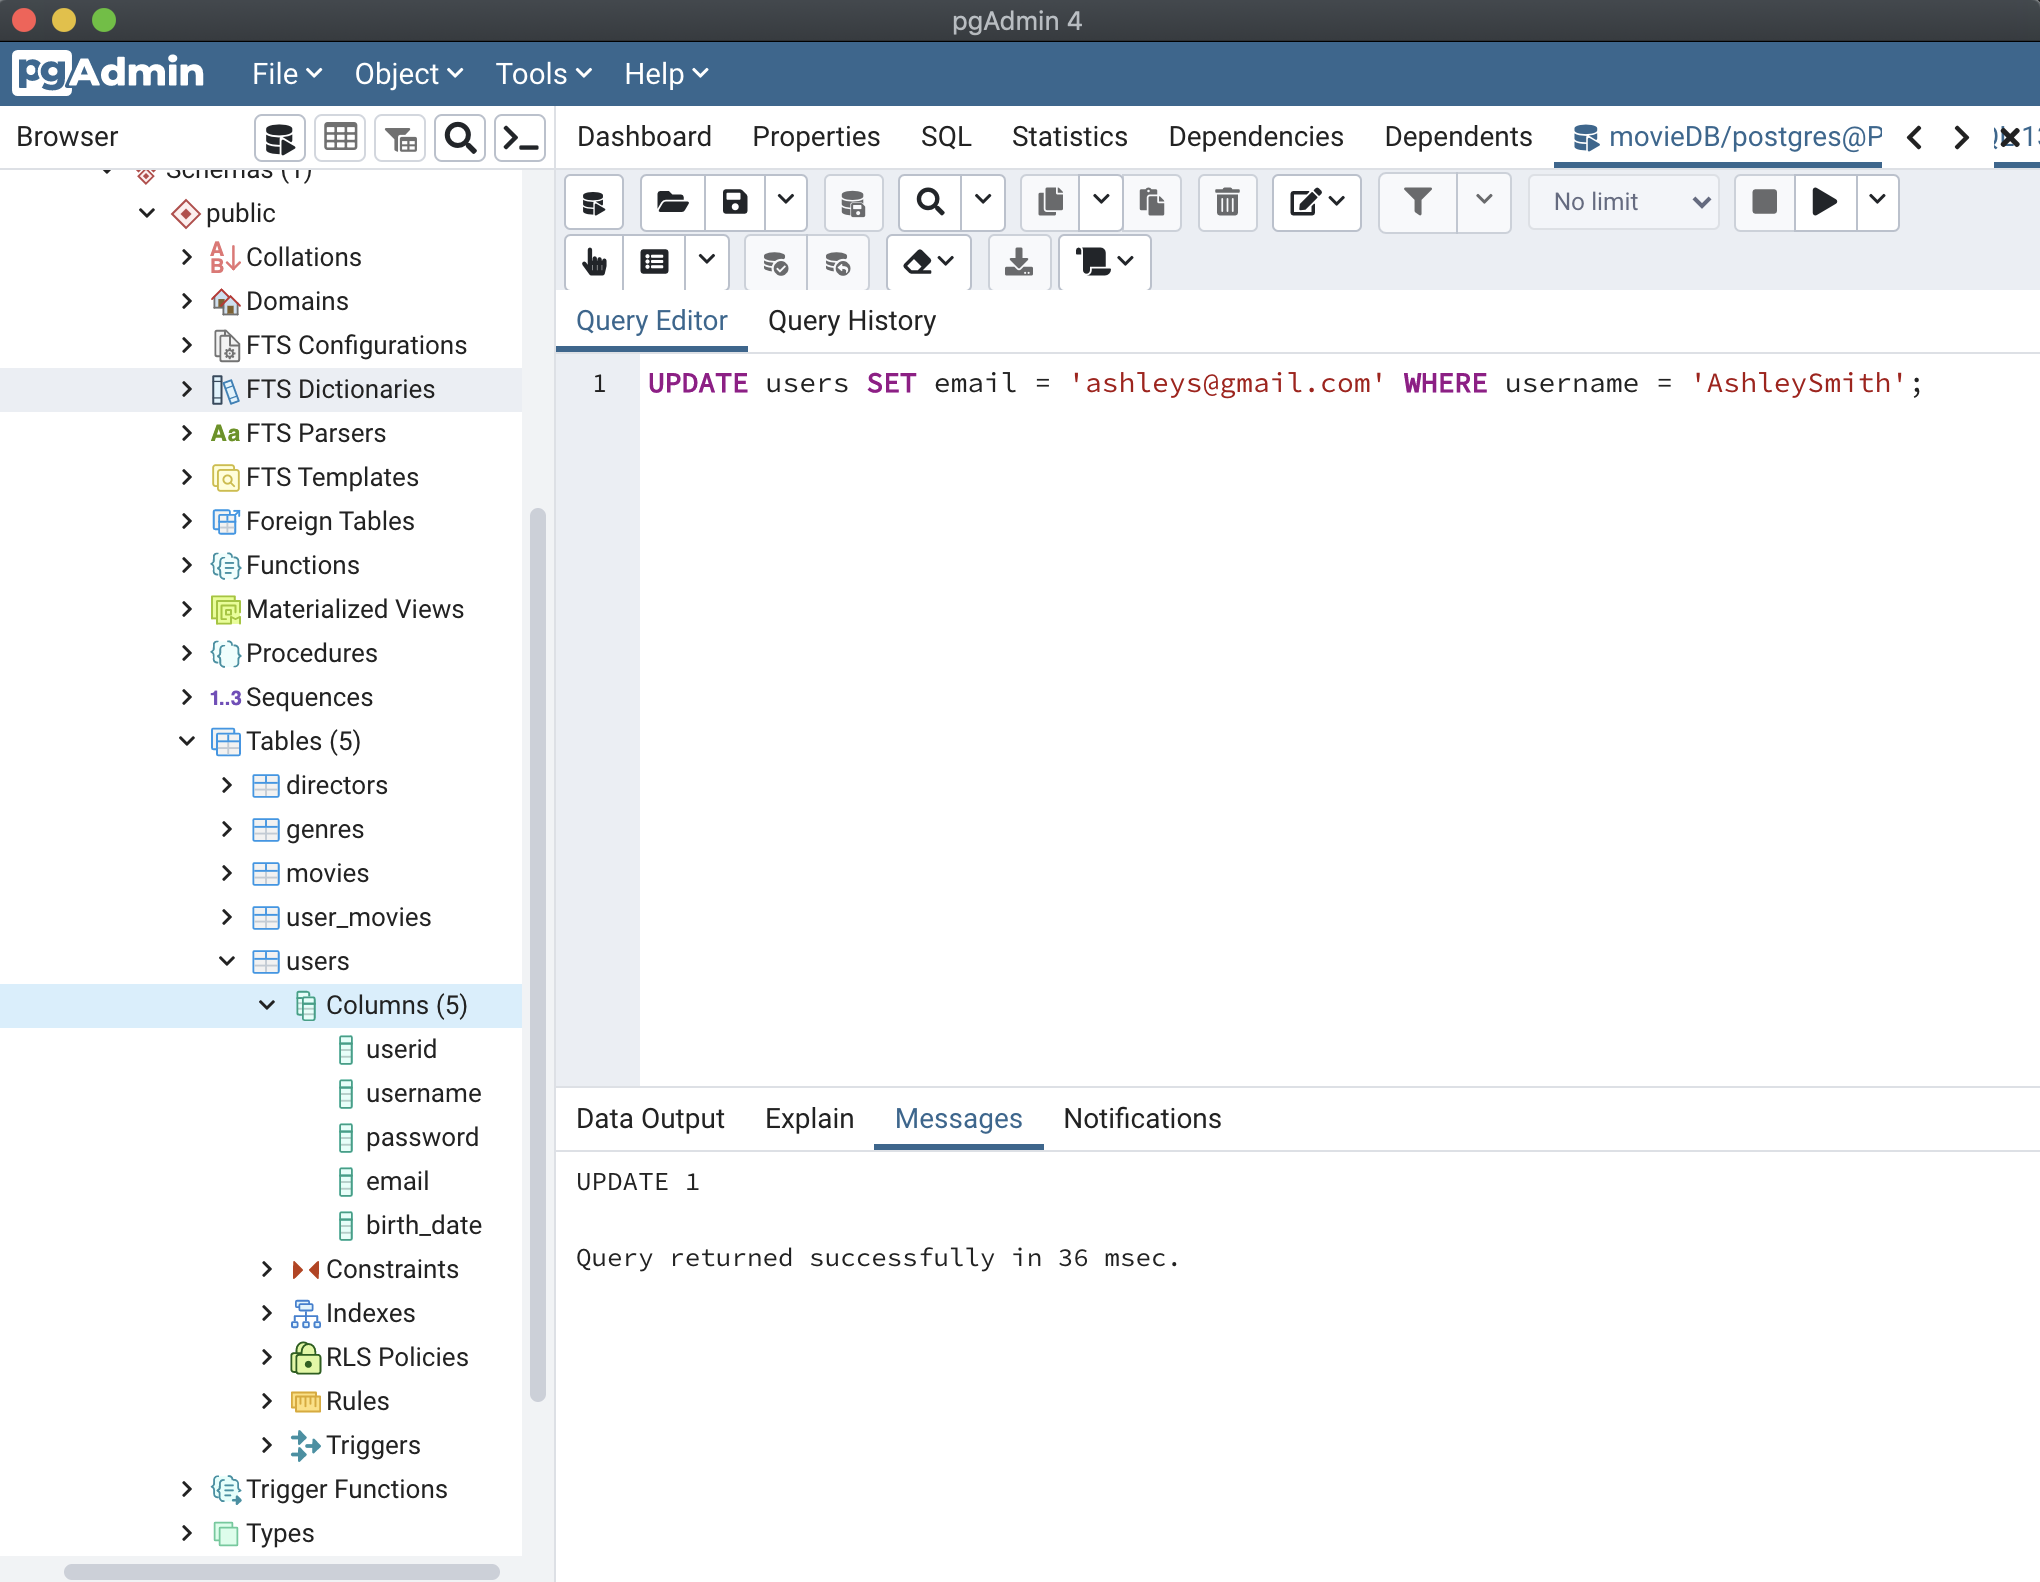 pgAdmin 4
pgAdmin File Object Tools Help
Browser
Dashboard Properties SQL Statistics Dependencies Dependents movieDB/postgres@P
Schemas (1)
public
Collations
Domains
FTS Configurations
FTS Dictionaries
Aa FTS Parsers
FTS Templates
Foreign Tables
Functions
Materialized Views
Procedures
1..3 Sequences
Tables (5)
directors
genres
movies
user_movies
users
Columns (5)
userid
username
password
email
birth_date
Constraints
Indexes
RLS Policies
Rules
Triggers
Trigger Functions
Types
No limit
Query Editor Query History
1 UPDATE users SET email = 'ashleys@gmail.com' WHERE username = 'AshleySmith';
Data Output Explain Messages Notifications
UPDATE 1
Query returned successfully in 36 msec.